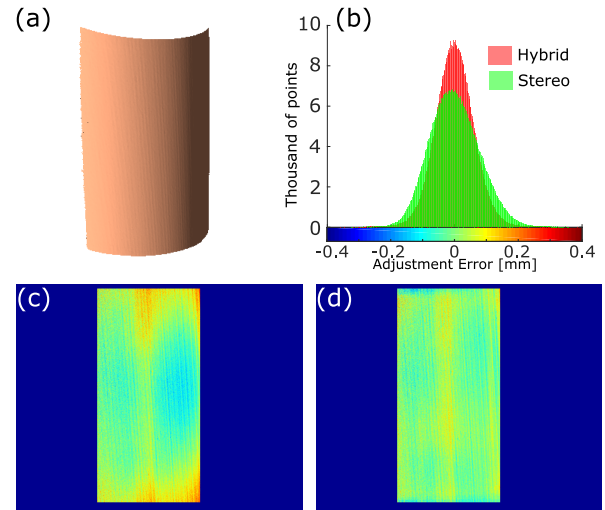 (a)
(b)
10
8
6
4
2
0
Thousand of points
Hybrid
Stereo
-0.4
-0.2
0
0.2
0.4
Adjustment Error [mm]
(c)
(d)